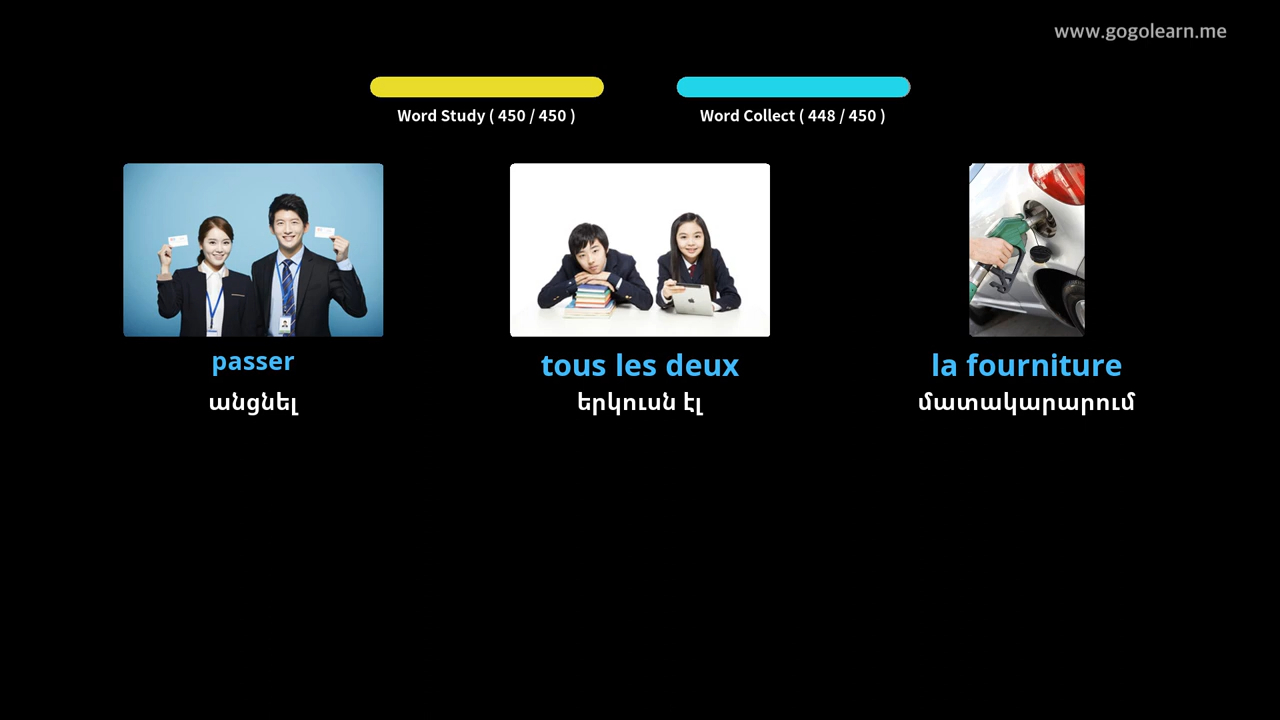 www.gogolearn.me
Word Study ( 450 / 450 )
Word Collect ( 448 / 450 )
passer
անցնել
tous les deux
երկուսն էլ
la fourniture
մատակարարում